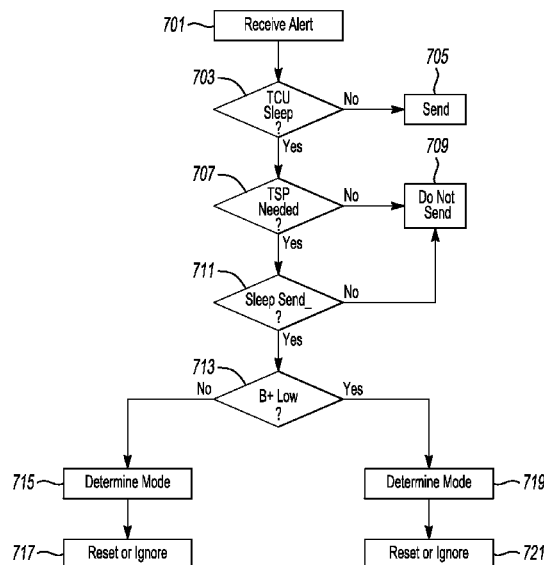 701
Receive Alert
703
TCU
Sleep
?
No
705
Send
Yes
707
TSP
Needed
?
No
709
Do Not
Send
Yes
711
Sleep Send_
?
No
Yes
713
B+ Low
?
No
Yes
715
Determine Mode
Determine Mode
719
717
Reset or Ignore
Reset or Ignore
721